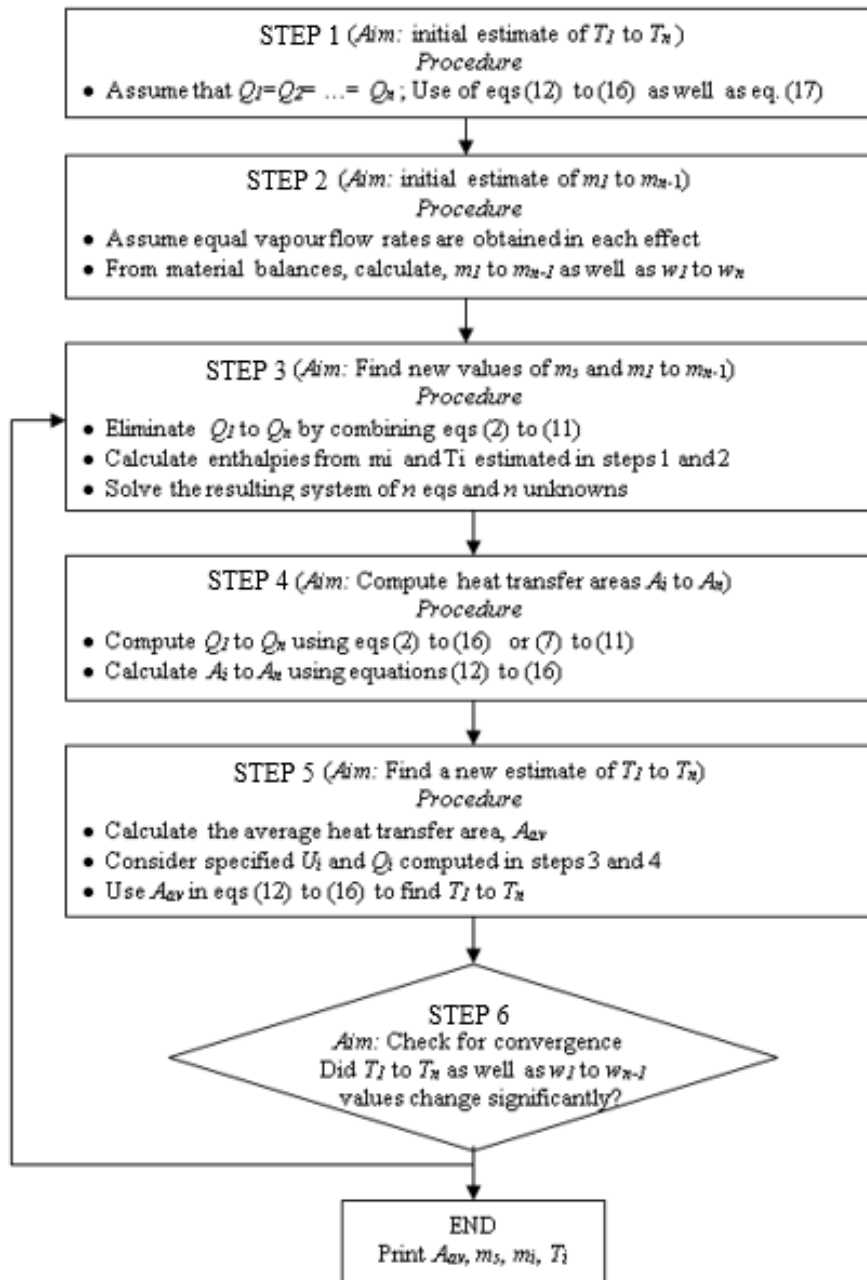 STEP 1 (Aim: initial estimate of T1 to Tn)
Procedure
● Assume that Q1=Q2= ...= Qn ; Use of eqs (12) to (16) as well as eq. (17)
STEP 2 (Aim: initial estimate of m1 to mn-1)
Procedure
● Assume equal vapour flow rates are obtained in each effect
● From material balances, calculate, m1 to mn-1 as well as w1 to wn
STEP 3 (Aim: Find new values of ms and m1 to mn-1)
Procedure
● Eliminate Q1 to Qn by combining eqs (2) to (11)
● Calculate enthalpies from mi and Ti estimated in steps 1 and 2
● Solve the resulting system of n eqs and n unknowns
STEP 4 (Aim: Compute heat transfer areas Ai to An)
Procedure
● Compute Q1 to Qn using eqs (2) to (16) or (7) to (11)
● Calculate Ai to An using equations (12) to (16)
STEP 5 (Aim: Find a new estimate of T1 to Tn)
Procedure
● Calculate the average heat transfer area, Aav
● Consider specified Ui and Qi computed in steps 3 and 4
● Use Aav in eqs (12) to (16) to find T1 to Tn
STEP 6
Aim: Check for convergence
Did T1 to Tn as well as w1 to wn-1
values change significantly?
END
Print Aav, ms, mi, Ti